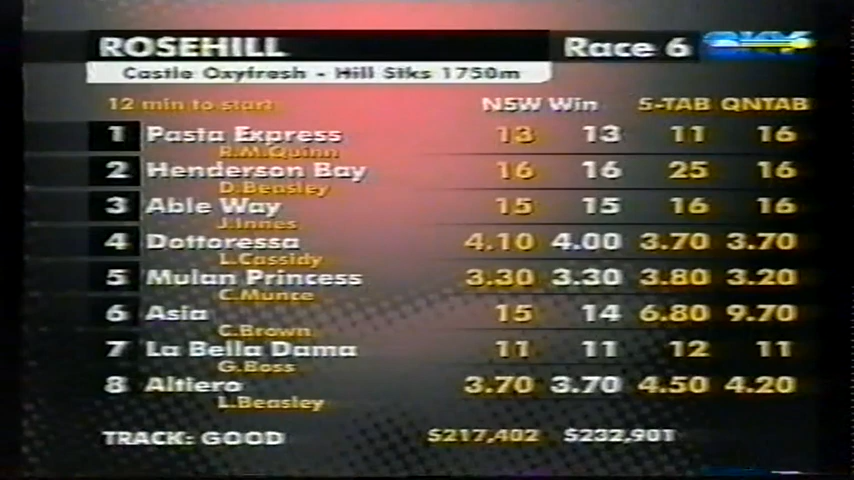 ROSEHILL Race 6 SKY
Castle Oxyfresh - Hill Stks 1750m
12 min to start NSW Win S-TAB QNTAB
1 Pasta Express 13 13 11 16
R.M.Quinn
2 Henderson Bay 16 16 25 16
D.Beasley
3 Able Way 15 15 16 16
J.Innes
4 Dottoressa 4.10 4.00 3.70 3.70
L.Cassidy
5 Mulan Princess 3.30 3.30 3.80 3.20
C.Munce
6 Asia 15 14 6.80 9.70
C.Brown
7 La Bella Dama 11 11 12 11
G.Boss
8 Altiero 3.70 3.70 4.50 4.20
L.Beasley
TRACK: GOOD $217,402 $232,901